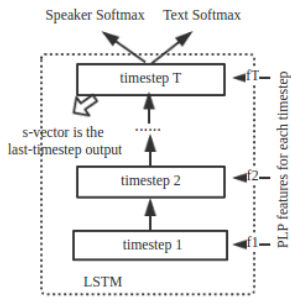 Speaker Softmax Text Softmax
timestep T
fT
s-vector is the
last-timestep output
......
timestep 2
f2
timestep 1
f1
LSTM
PLP features for each timestep